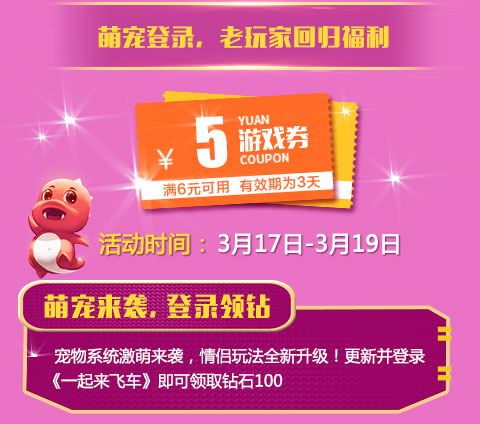 萌宠登录，老玩家回归福利
¥ 5 YUAN
游戏券
COUPON
满6元可用 有效期为3天
活动时间：3月17日-3月19日
萌宠来袭，登录领钻
宠物系统激萌来袭，情侣玩法全新升级！更新并登录
《一起来飞车》即可领取钻石100